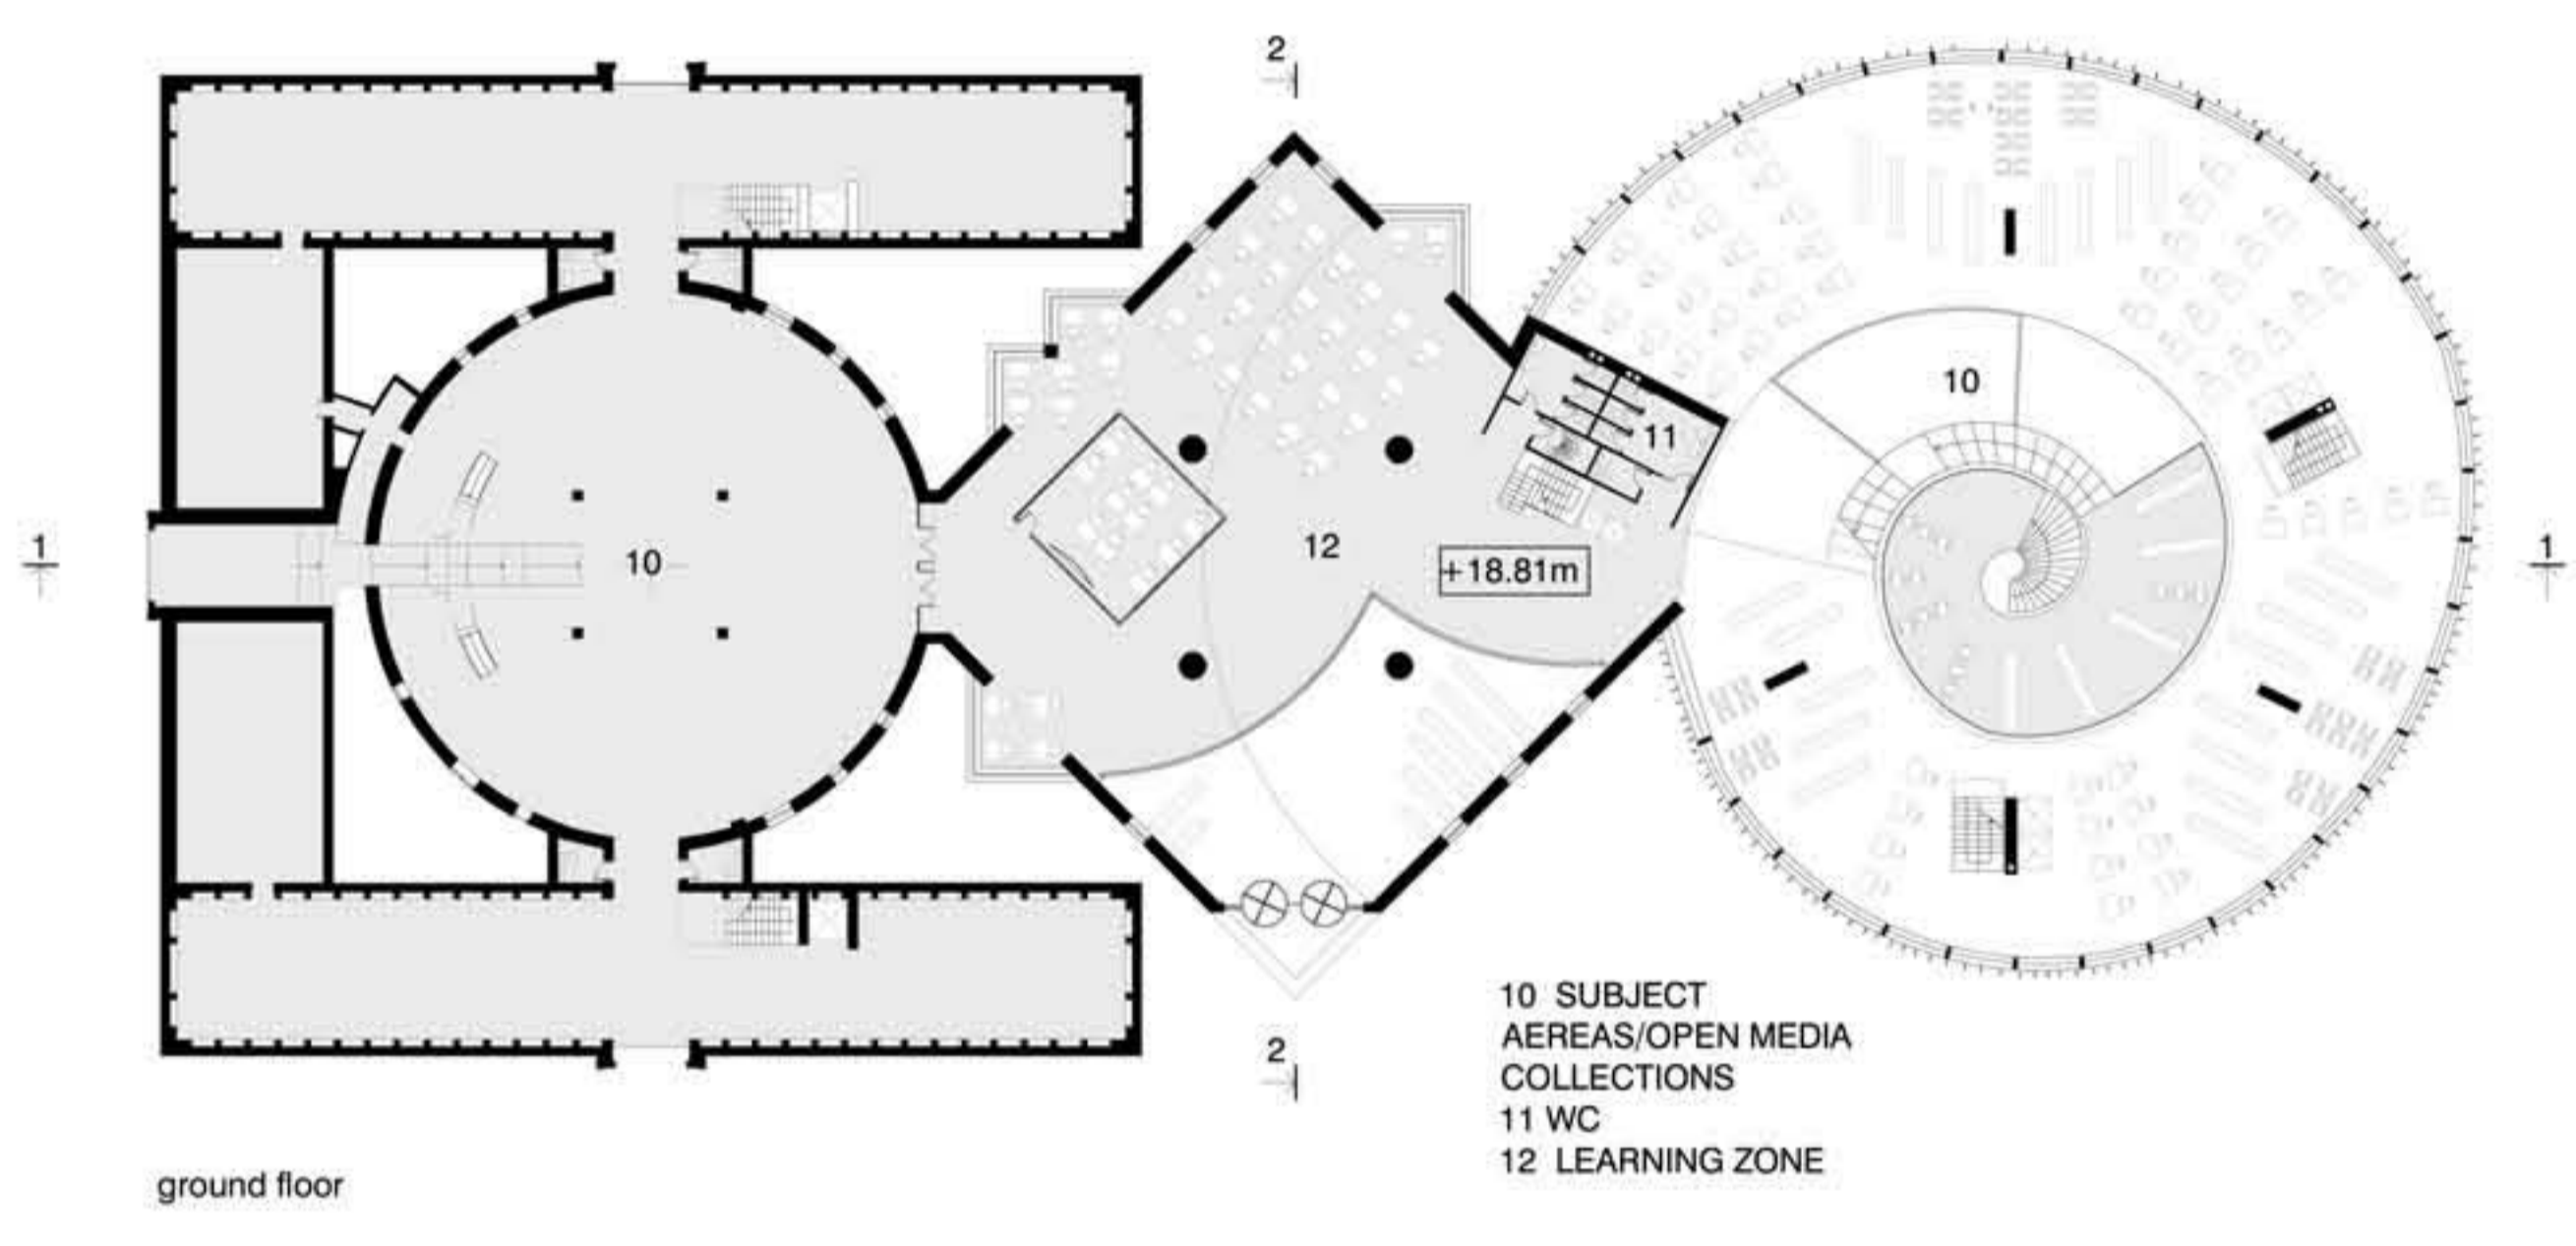 2
10
11
1
12
1
10
+18.81m
2
10 SUBJECT
AEREAS/OPEN MEDIA
COLLECTIONS
11 WC
12 LEARNING ZONE
ground floor